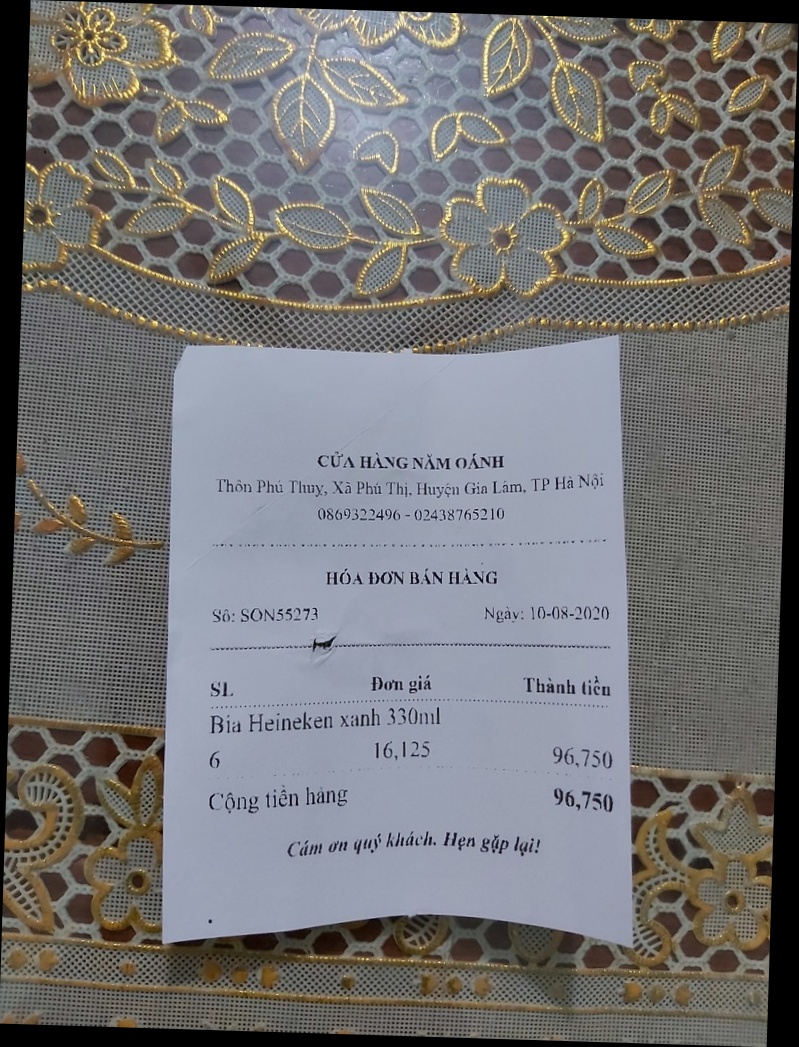 CỬA HÀNG NĂM OÁNH
Thôn Phú Thuỵ, Xã Phú Thị, Huyện Gia Lâm, TP Hà Nội
0869322496 - 02438765210
HÓA ĐƠN BÁN HÀNG
Số: SON55273 Ngày: 10-08-2020
SL Đơn giá Thành tiền
Bia Heineken xanh 330ml
6 16,125 96,750
Cộng tiền hàng 96,750
Cám ơn quý khách. Hẹn gặp lại!